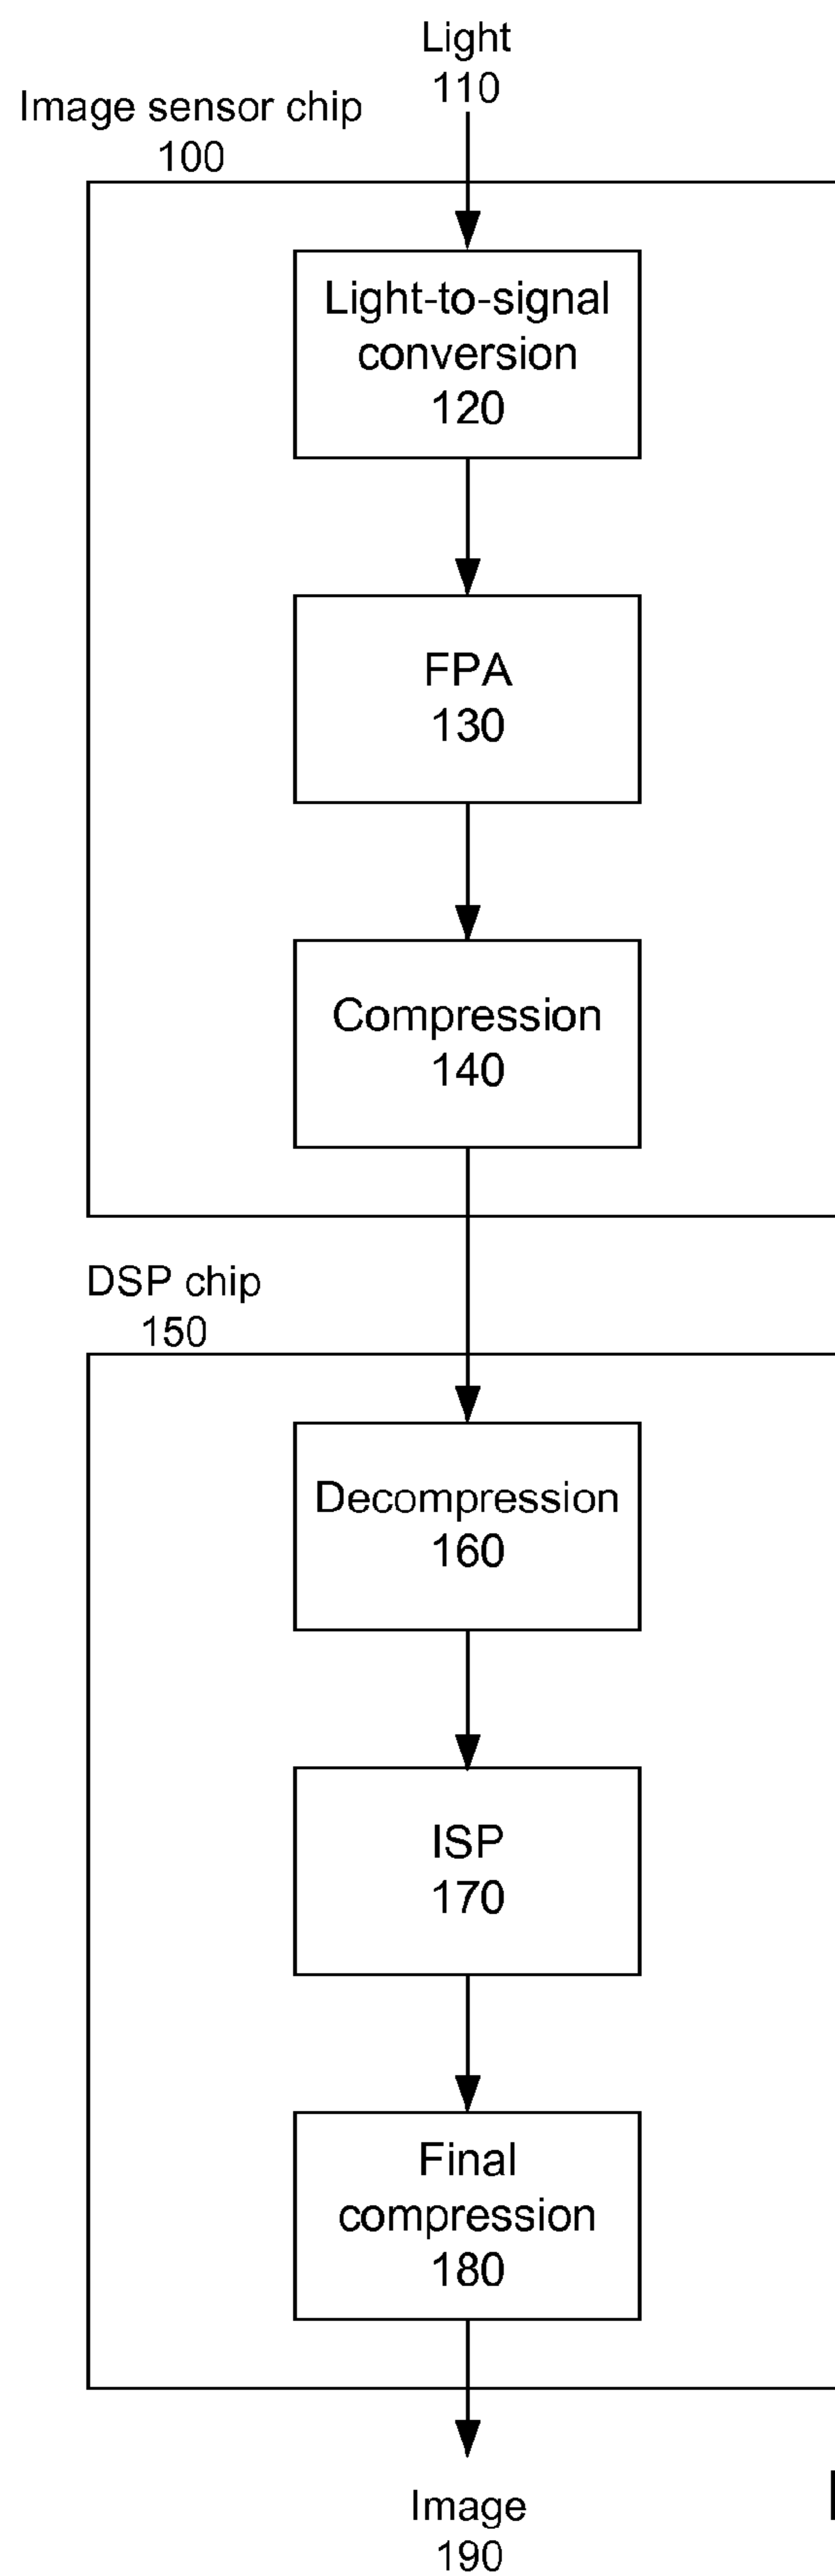 Light
110
Image sensor chip
100
Light-to-signal
conversion
120
FPA
130
Compression
140
DSP chip
150
Decompression
160
ISP
170
Final
compression
180
Image
190